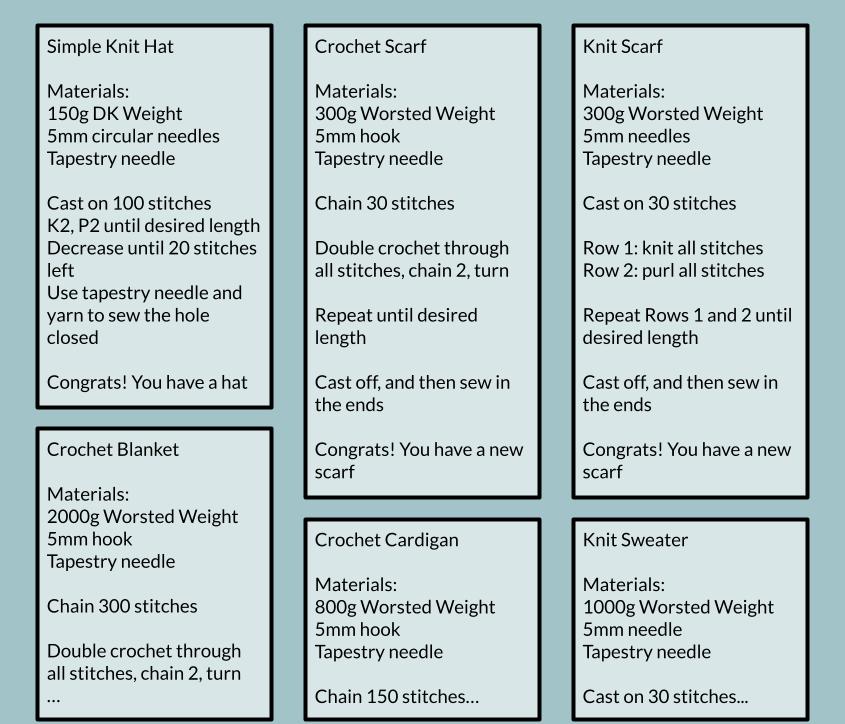 Simple Knit Hat
Materials:
150g DK Weight
5mm circular needles
Tapestry needle
Cast on 100 stitches
K2, P2 until desired length
Decrease until 20 stitches
left
Use tapestry needle and
yarn to sew the hole
closed
Congrats! You have a hat
Crochet Blanket
Materials:
2000g Worsted Weight
5mm hook
Tapestry needle
Chain 300 stitches
Double crochet through
all stitches, chain 2, turn
...
Crochet Scarf
Materials:
300g Worsted Weight
5mm hook
Tapestry needle
Chain 30 stitches
Double crochet through
all stitches, chain 2, turn
Repeat until desired
length
Cast off, and then sew in
the ends
Congrats! You have a new
scarf
Crochet Cardigan
Materials:
800g Worsted Weight
5mm hook
Tapestry needle
Chain 150 stitches...
Knit Scarf
Materials:
300g Worsted Weight
5mm needles
Tapestry needle
Cast on 30 stitches
Row 1: knit all stitches
Row 2: purl all stitches
Repeat Rows 1 and 2 until
desired length
Cast off, and then sew in
the ends
Congrats! You have a new
scarf
Knit Sweater
Materials:
1000g Worsted Weight
5mm needle
Tapestry needle
Cast on 30 stitches...